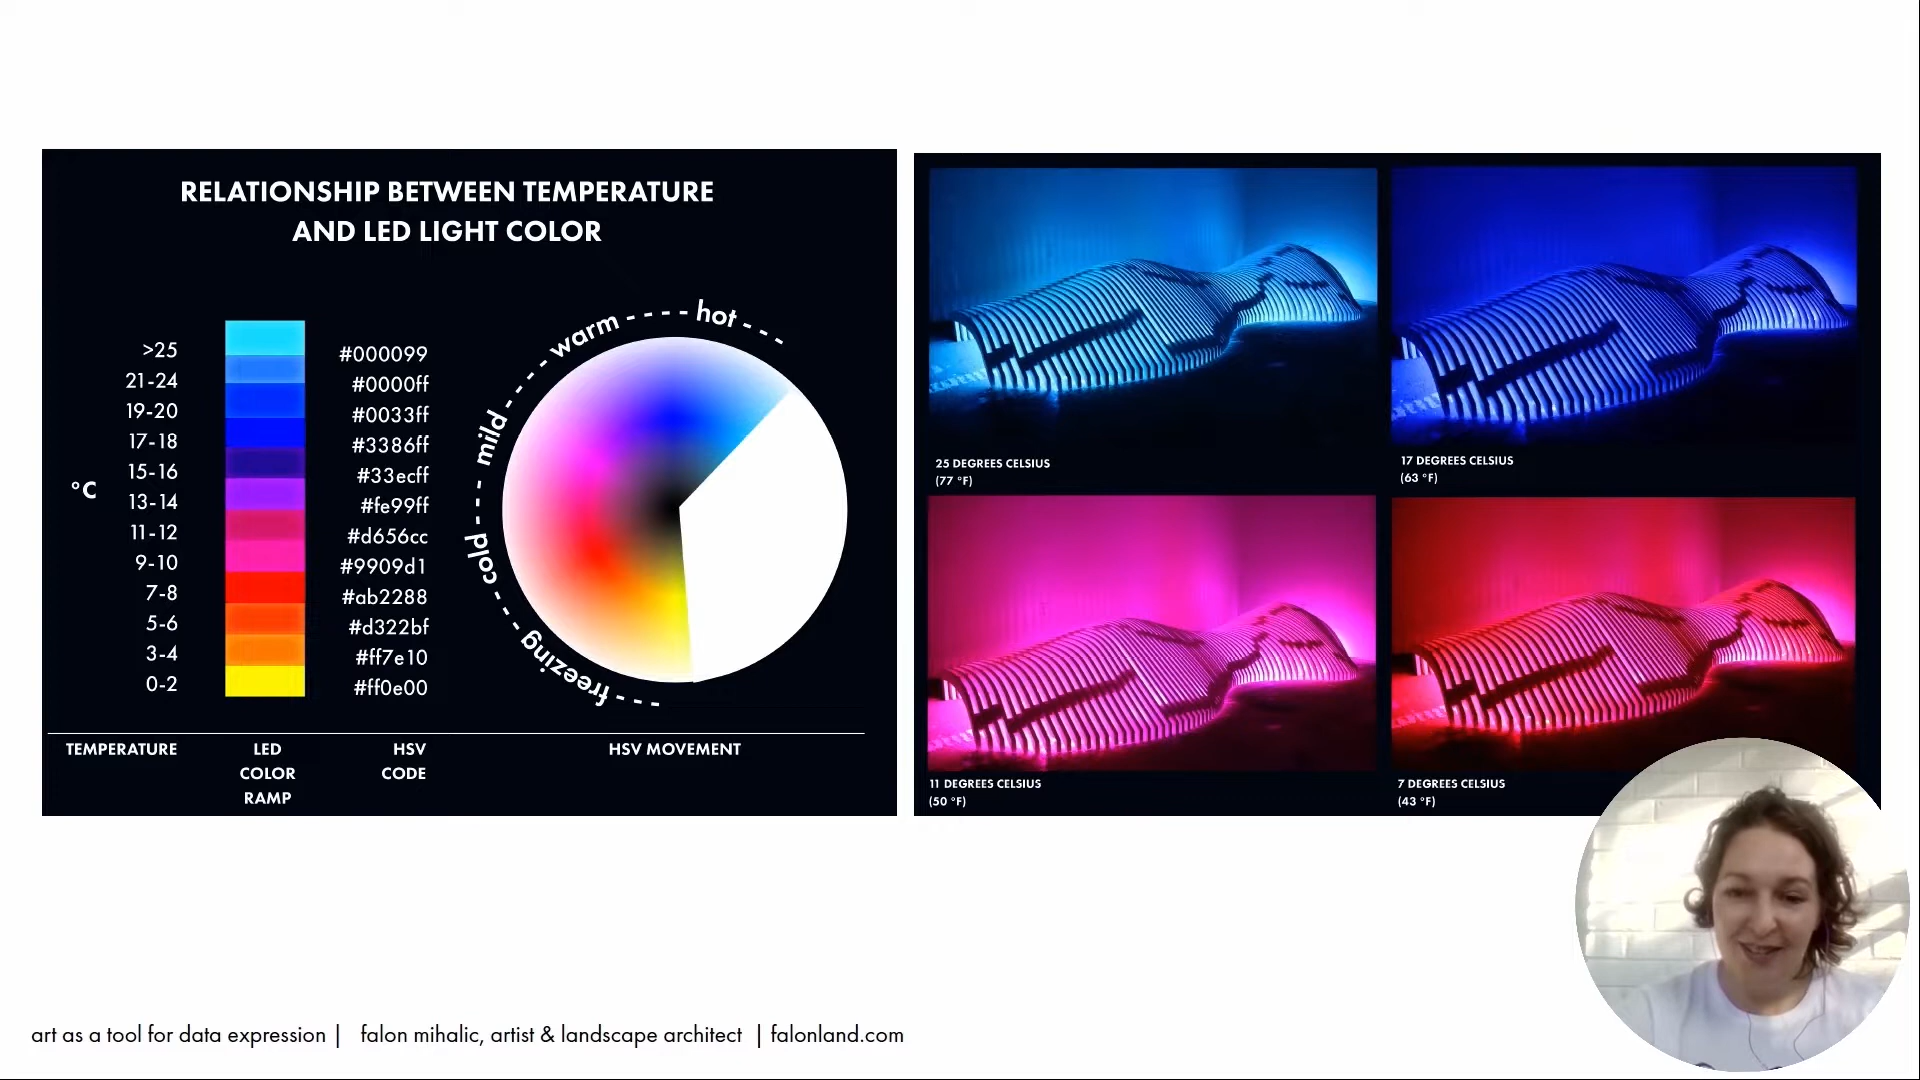 RELATIONSHIP BETWEEN TEMPERATURE
AND LED LIGHT COLOR
°C
>25
21-24
19-20
17-18
15-16
13-14
11-12
9-10
7-8
5-6
3-4
0-2
#000099
#0000ff
#0033ff
#3386ff
#33ecff
#fe99ff
#d656cc
#9909d1
#ab2288
#d322bf
#ff7e10
#ff0e00
freezing - - - cold - - - mild - - - warm - - - - hot - - -
TEMPERATURE
LED
COLOR
RAMP
HSV
CODE
HSV MOVEMENT
25 DEGREES CELSIUS
(77 °F)
17 DEGREES CELSIUS
(63 °F)
11 DEGREES CELSIUS
(50 °F)
7 DEGREES CELSIUS
(43 °F)
art as a tool for data expression | falon mihalic, artist & landscape architect | falonland.com